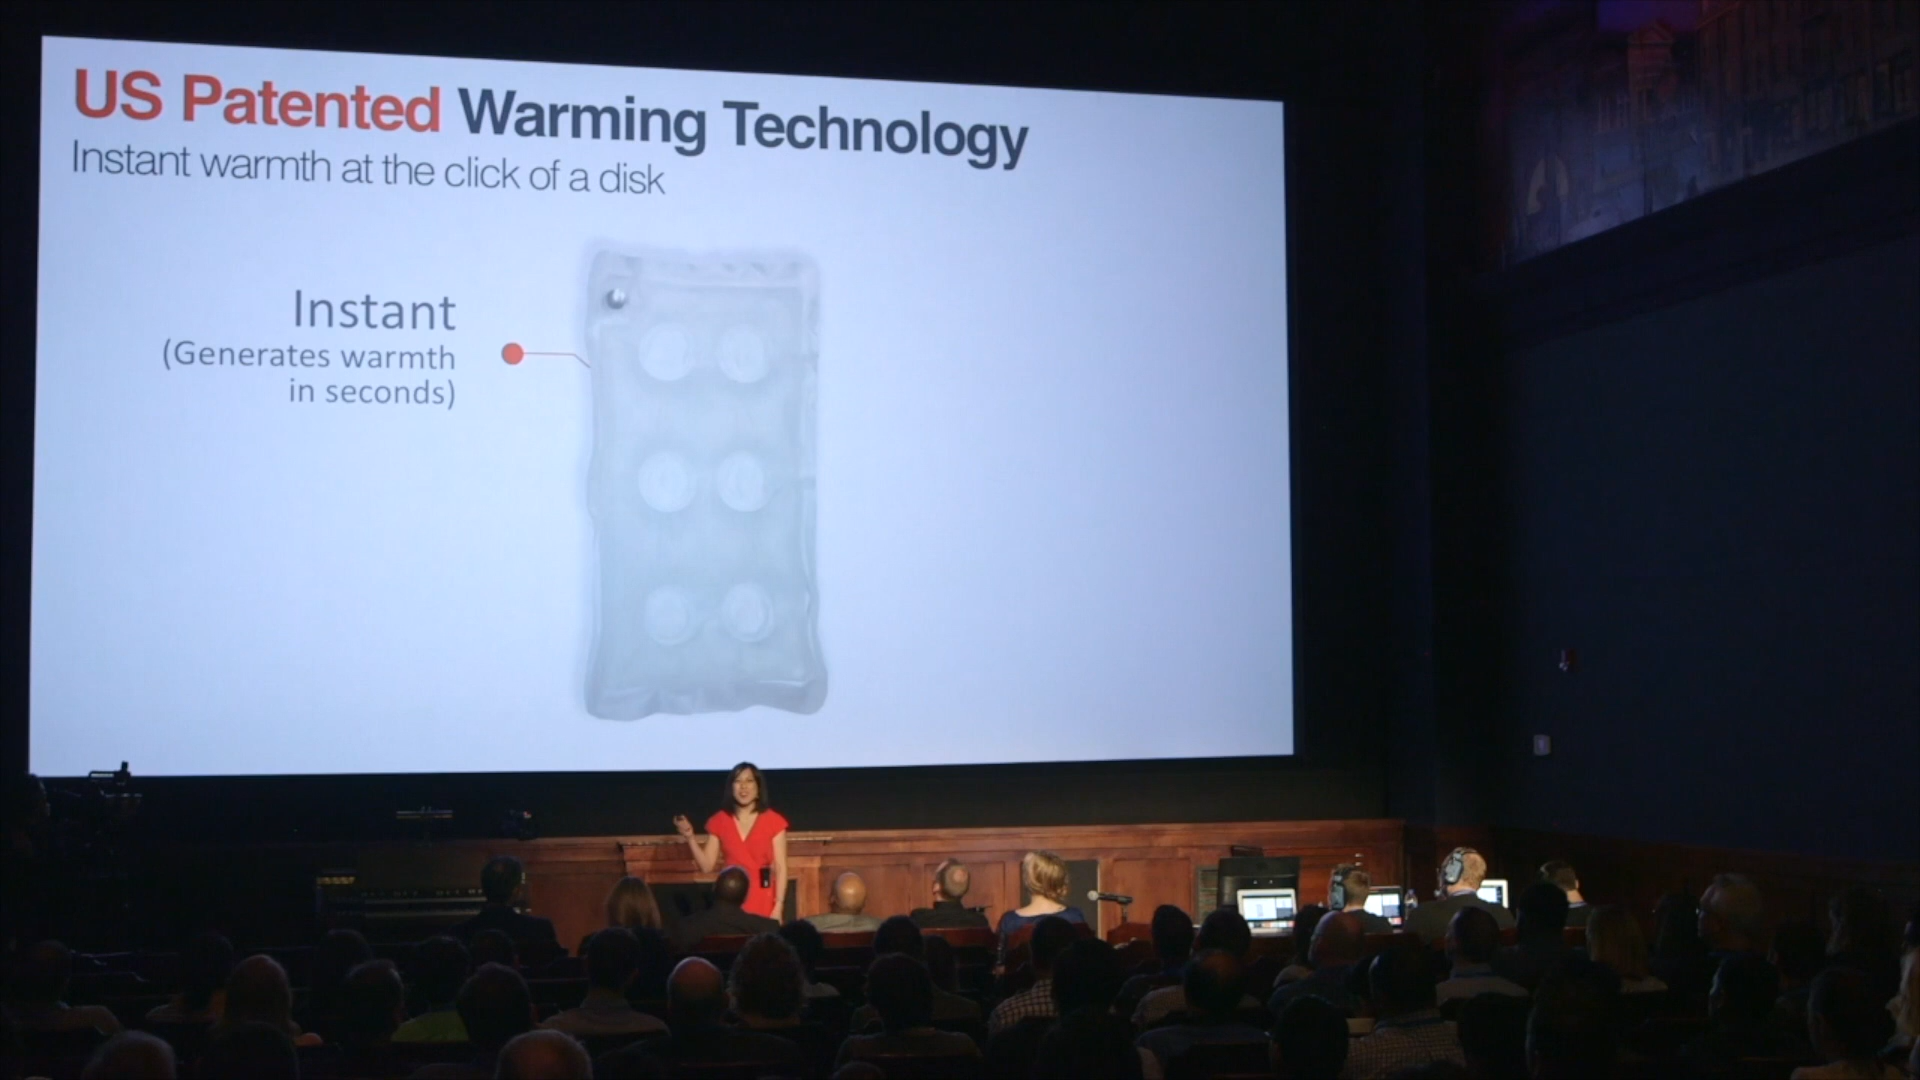 US Patented Warming Technology
Instant warmth at the click of a disk
Instant
(Generates warmth
in seconds)